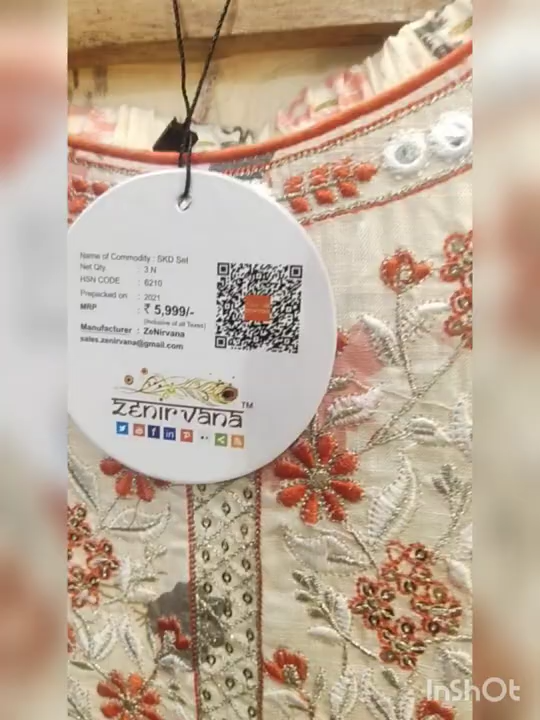 Name of Commodity : SKD Set
Net Qty. : 3 N
HSN CODE : 6210
Prepacked on : 2021
MRP : ₹ 5,999/-
(Inclusive of all Taxes)
Manufacturer : ZeNirvana
sales.zenirvana@gmail.com
zenirvana TM
InShOt